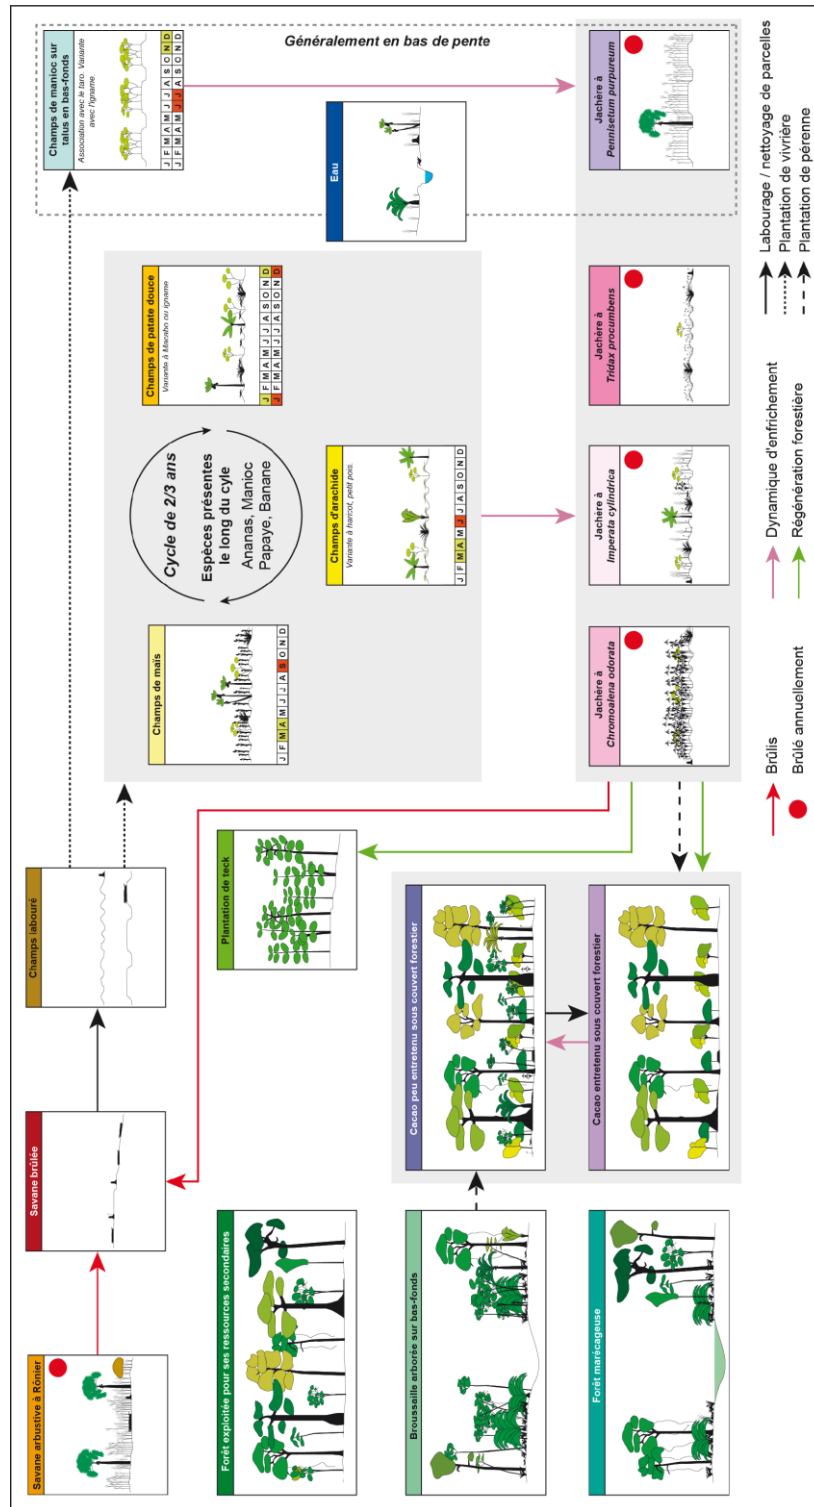 Savane arbustive à Rônier
Savane brûlée
Champs labouré
Champs de manioc sur
talus en bas-fonds
Association avec le taro. Variante
avec l'igname.
J F M A M J J A S O N D
J F M A M J J A S O N D
Généralement en bas de pente
Forêt exploitée pour ses ressources secondaires
Plantation de teck
Champs de maïs
J F M A M J J A S O N D
Cycle de 2/3 ans
Espèces présentes
le long du cyle
Ananas, Manioc
Papaye, Banane
Champs de patate douce
Variante à Macabo ou igname
J F M A M J J A S O N D
J F M A M J J A S O N D
Champs d'arachide
Variante à haricot, petit pois.
J F M A M J J A S O N D
Eau
Broussaille arborée sur bas-fonds
Cacao peu entretenu sous couvert forestier
Forêt marécageuse
Cacao entretenu sous couvert forestier
Jachère à
Chromoalena odorata
Jachère à
Imperata cylindrica
Jachère à
Tridax procumbens
Jachère à
Pennisetum purpureum
Brûlis
Brûlé annuellement
Dynamique d'enfrichement
Régénération forestière
Labourage / nettoyage de parcelles
Plantation de vivrière
Plantation de pérenne